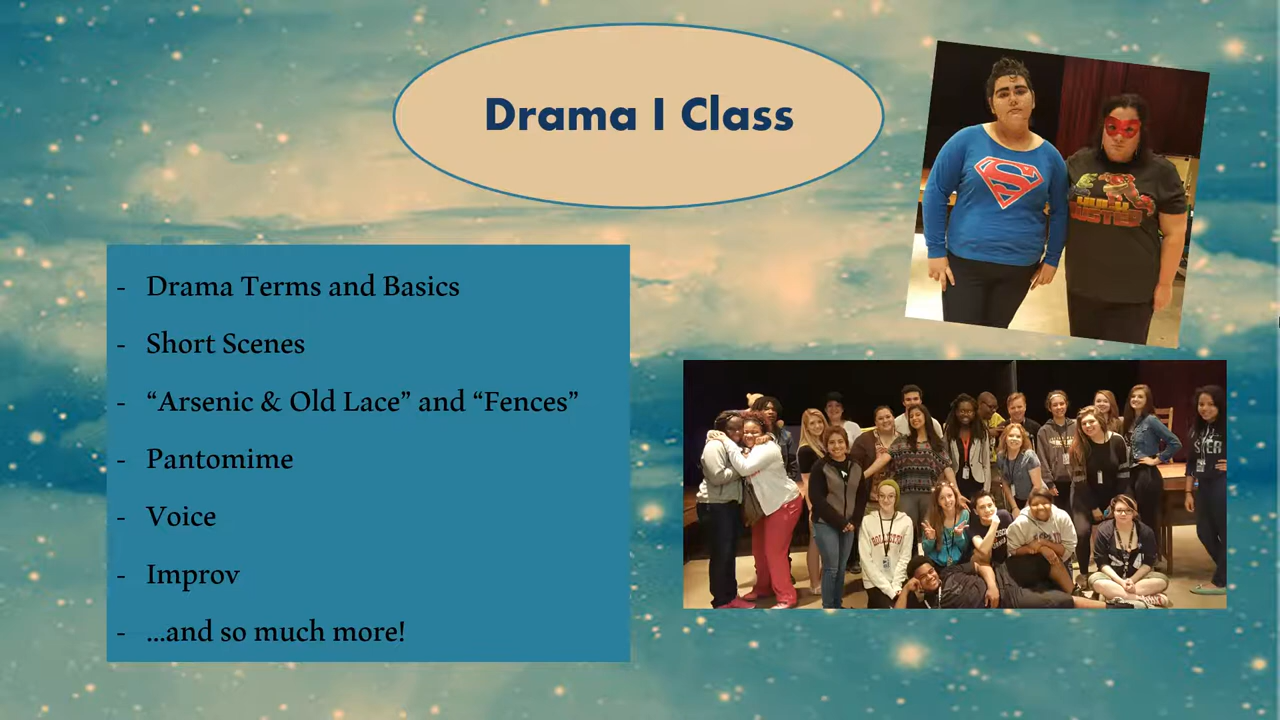 Drama I Class
- Drama Terms and Basics
- Short Scenes
- “Arsenic & Old Lace” and “Fences”
- Pantomime
- Voice
- Improv
- ...and so much more!
S